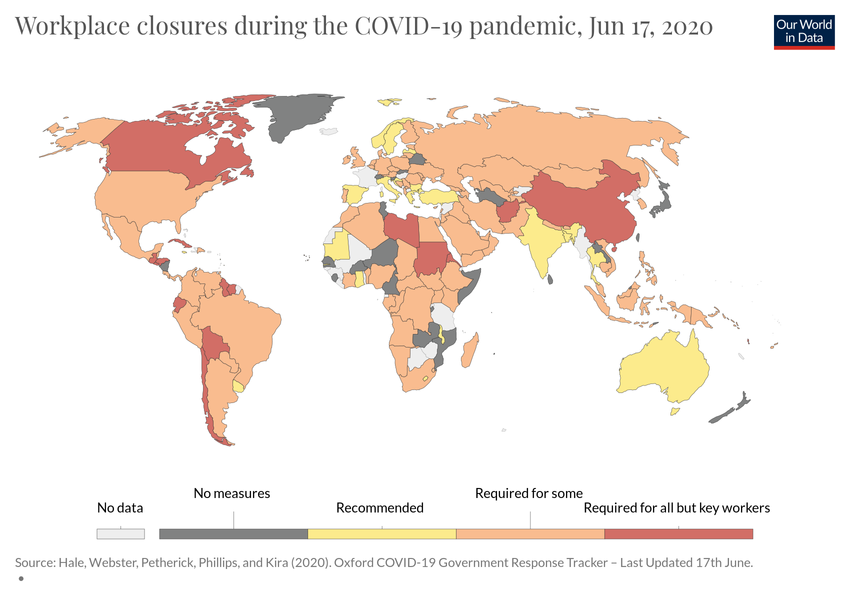 Workplace closures during the COVID-19 pandemic, Jun 17, 2020
Our World
in Data
No data
No measures
Recommended
Required for some
Required for all but key workers
Source: Hale, Webster, Petherick, Phillips, and Kira (2020). Oxford COVID-19 Government Response Tracker – Last Updated 17th June.
•